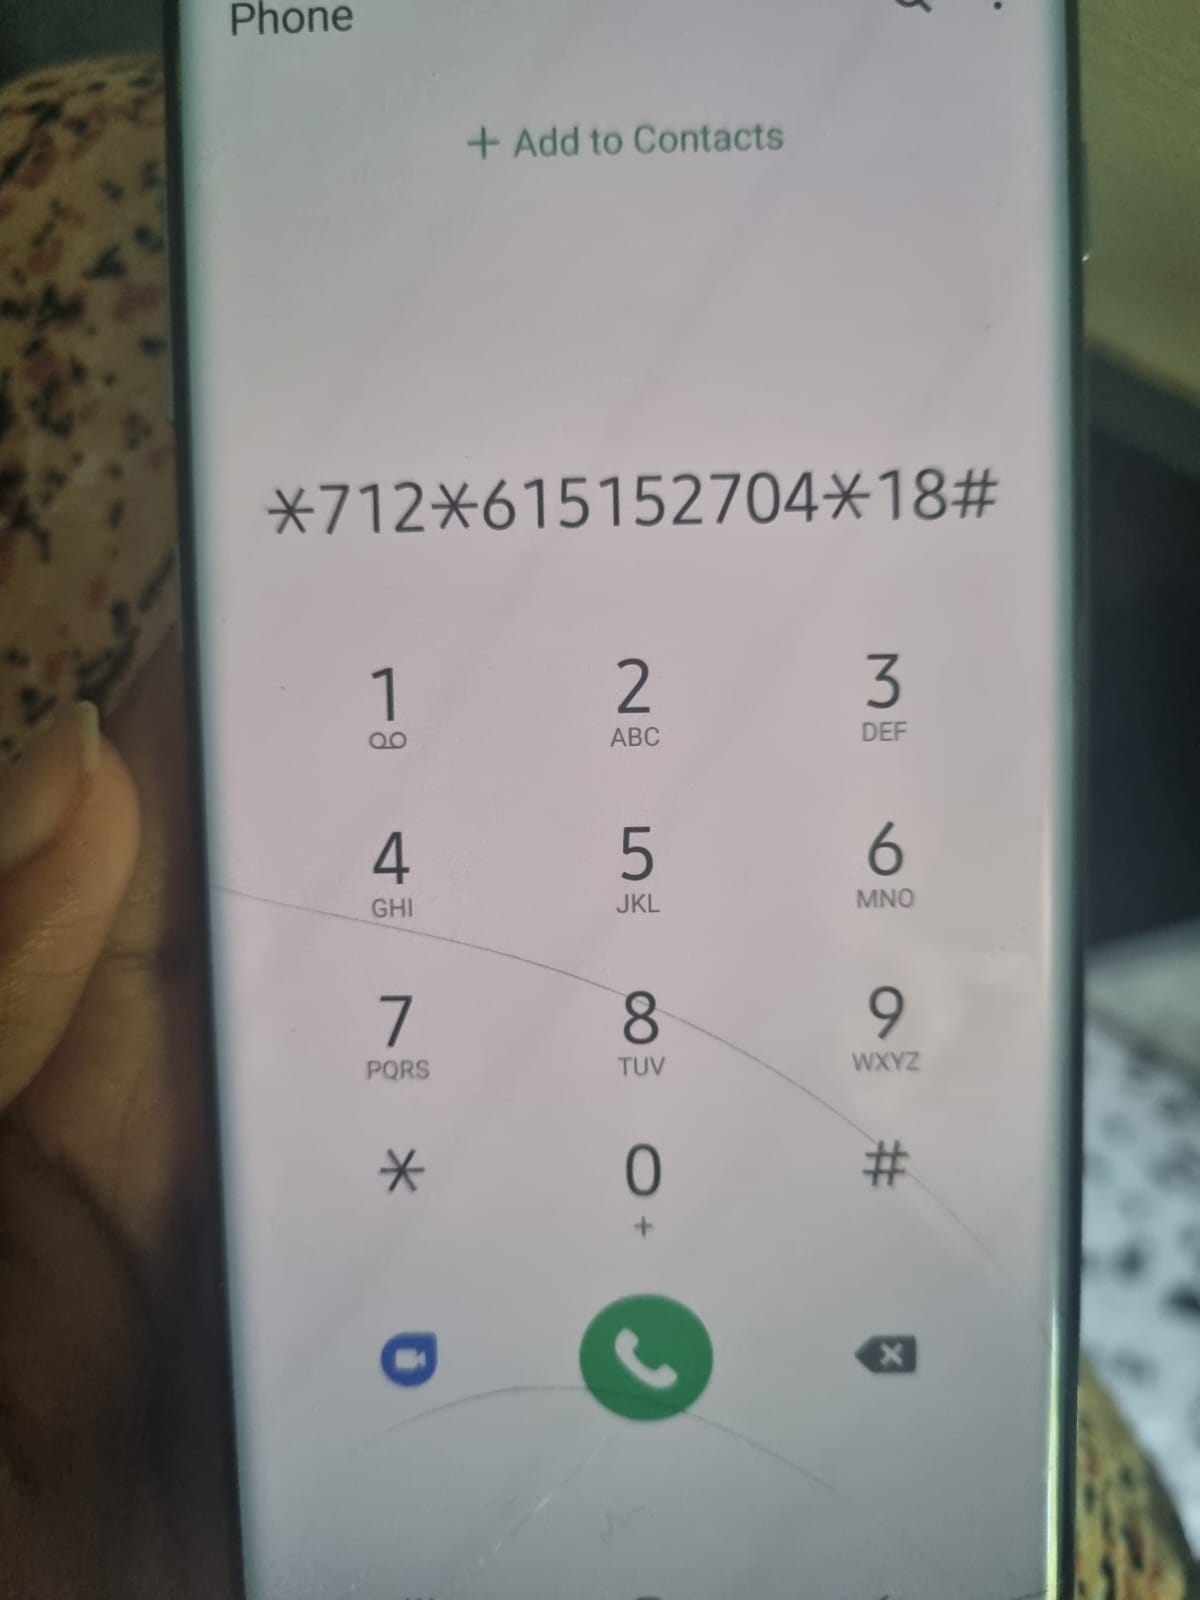 Phone
+ Add to Contacts
*712*615152704*18#
1 2 3
ABC DEF
4 5 6
GHI JKL MNO
7 8 9
PQRS TUV WXYZ
* 0 #
+